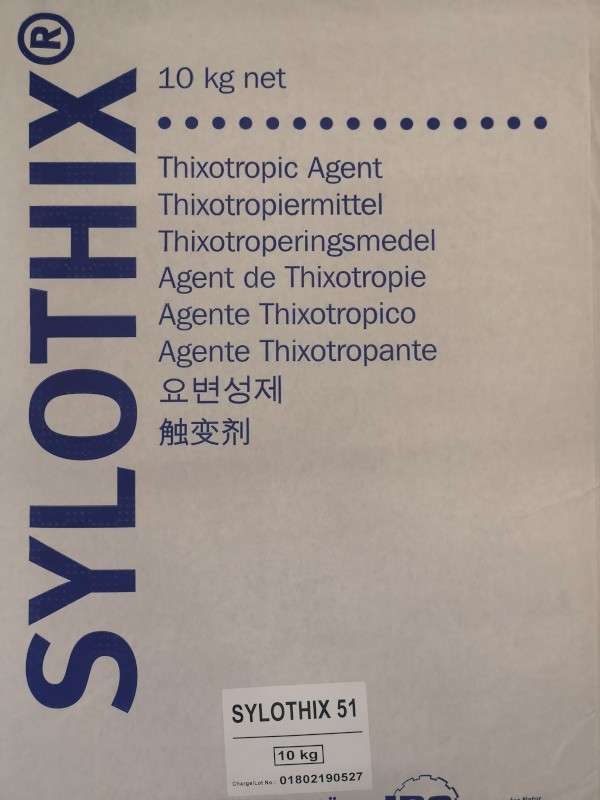 SYLOTHIX®
10 kg net
Thixotropic Agent
Thixotropiermittel
Thixotroperingsmedel
Agent de Thixotropie
Agente Thixotropico
Agente Thixotropante
요변성제
触变剂
SYLOTHIX 51
10 kg
Charge/Lot No.: 01802190527